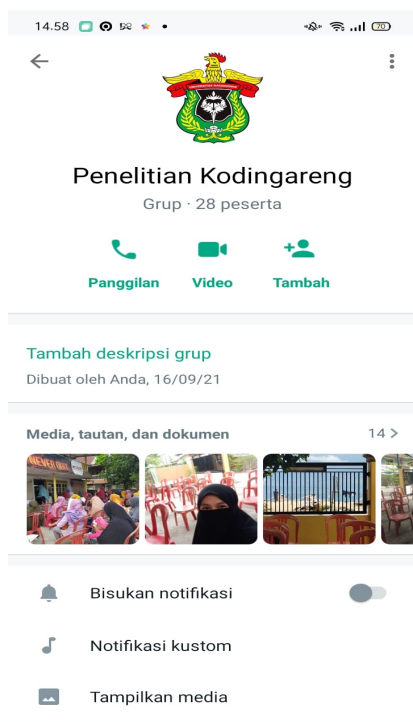 14.58
70
Penelitian Kodingareng
Grup · 28 peserta
Panggilan Video Tambah
Tambah deskripsi grup
Dibuat oleh Anda, 16/09/21
Media, tautan, dan dokumen 14 >
Bisukan notifikasi
Notifikasi kustom
Tampilkan media